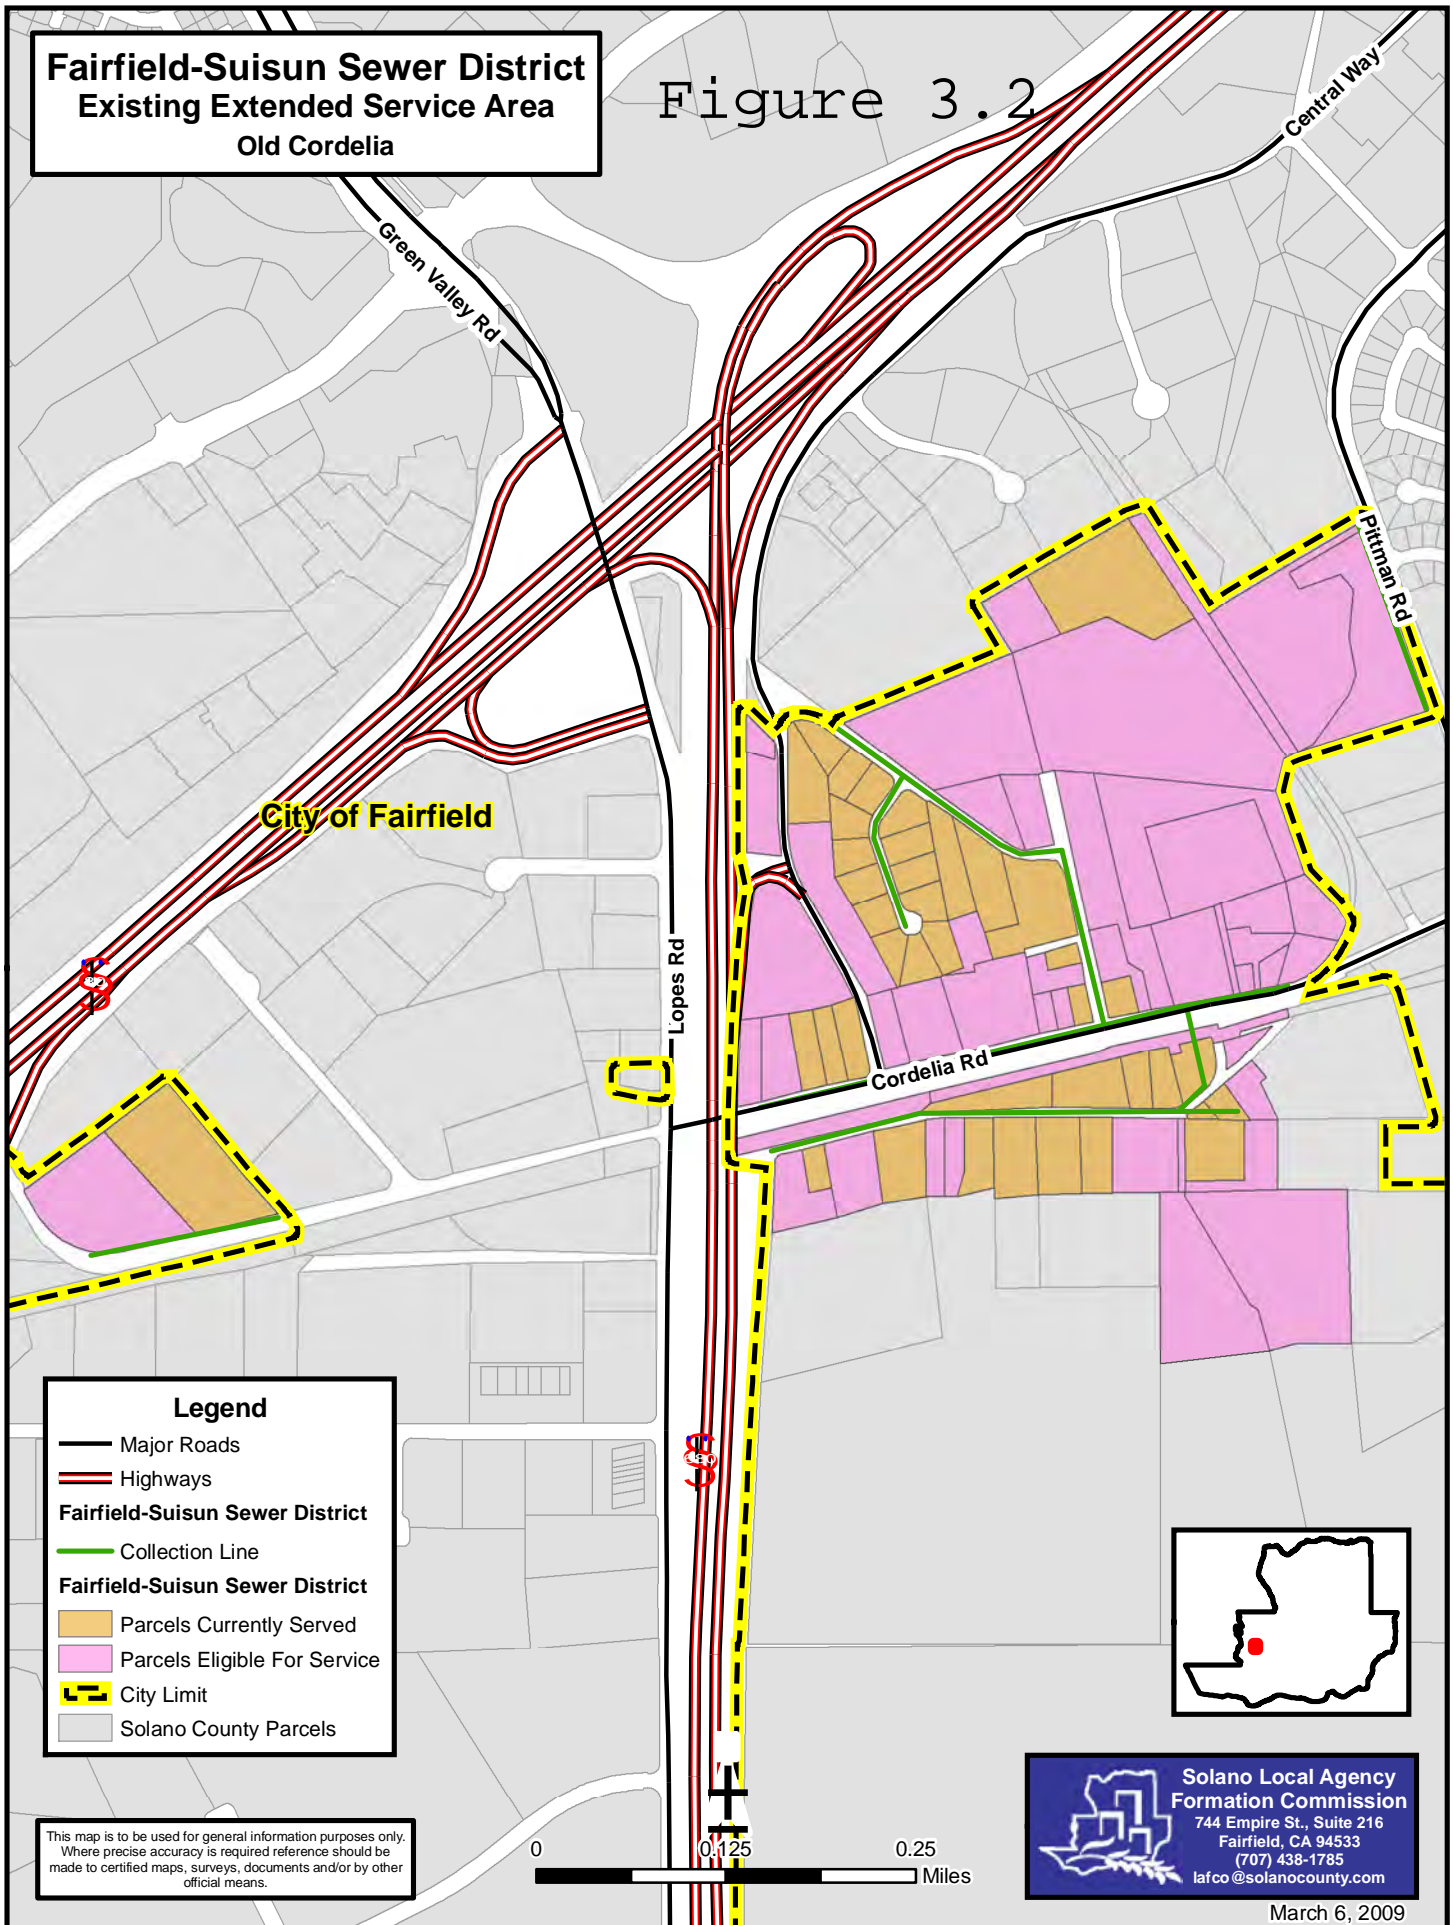 Fairfield-Suisun Sewer District
Existing Extended Service Area
Old Cordelia
Figure 3.2
Central Way
Green Valley Rd
Pittman Rd
City of Fairfield
Lopes Rd
Cordelia Rd
Legend
Major Roads
Highways
Fairfield-Suisun Sewer District
Collection Line
Fairfield-Suisun Sewer District
Parcels Currently Served
Parcels Eligible For Service
City Limit
Solano County Parcels
This map is to be used for general information purposes only.
Where precise accuracy is required reference should be
made to certified maps, surveys, documents and/or by other
official means.
0 0.125 0.25
Miles
Solano Local Agency
Formation Commission
744 Empire St., Suite 216
Fairfield, CA 94533
(707) 438-1785
lafco@solanocounty.com
March 6, 2009